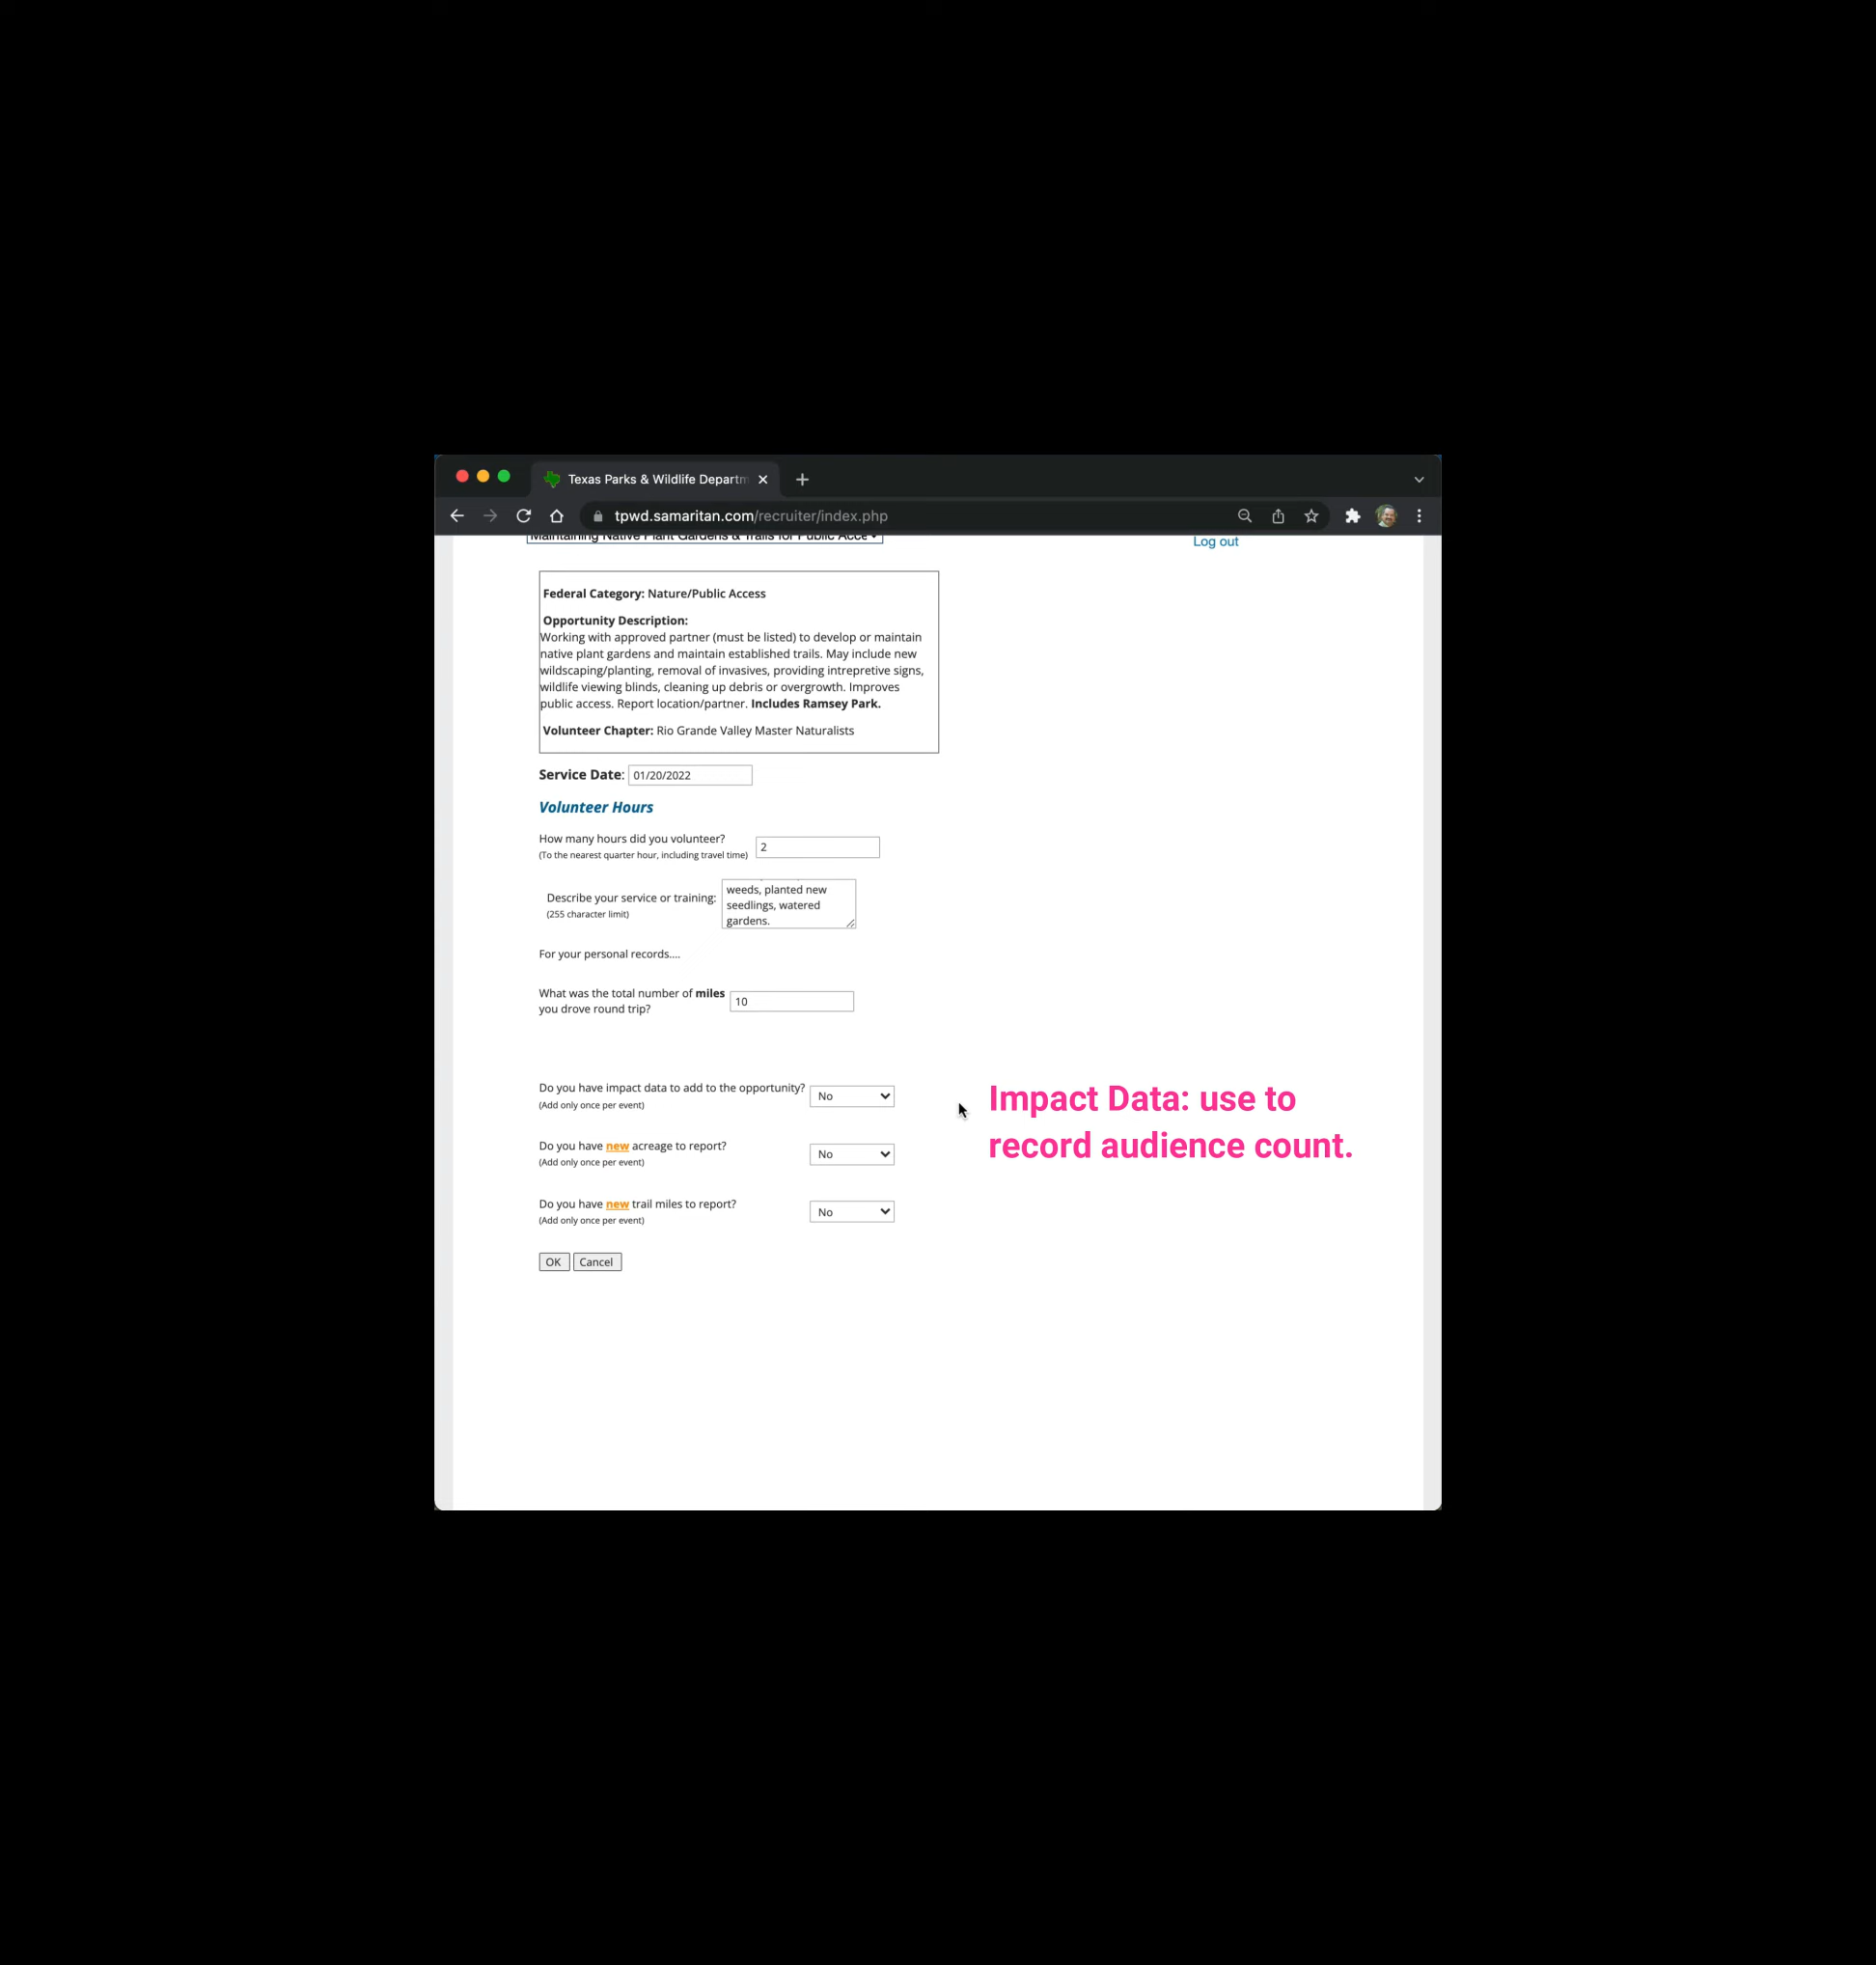 Texas Parks & Wildlife Departm
tpwd.samaritan.com/recruiter/index.php
Maintaining Native Plant Gardens & Trails for Public Acce
Log out
Federal Category: Nature/Public Access
Opportunity Description:
Working with approved partner (must be listed) to develop or maintain
native plant gardens and maintain established trails. May include new
wildscaping/planting, removal of invasives, providing intrepretive signs,
wildlife viewing blinds, cleaning up debris or overgrowth. Improves
public access. Report location/partner. Includes Ramsey Park.
Volunteer Chapter: Rio Grande Valley Master Naturalists
Service Date: 01/20/2022
Volunteer Hours
How many hours did you volunteer?
(To the nearest quarter hour, including travel time) 2
weeds, planted new
Describe your service or training: seedlings, watered
(255 character limit) gardens.
For your personal records....
What was the total number of miles
you drove round trip? 10
Do you have impact data to add to the opportunity? No
(Add only once per event)
Impact Data: use to
record audience count.
Do you have new acreage to report? No
(Add only once per event)
Do you have new trail miles to report? No
(Add only once per event)
OK Cancel